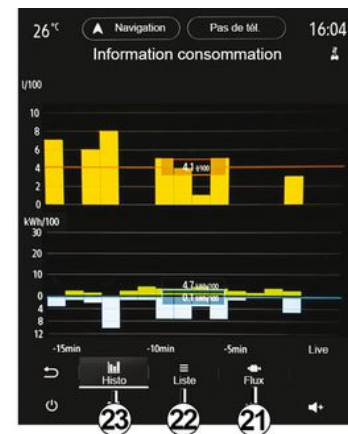 26°C
Navigation
Pas de tél.
16:04
Information consommation
l/100
10
8
6
4
2
0
4,1 l/100
kWh/100
30
20
10
0
4
8
12
4,7 kWh/100
0,1 kWh/100
-15min
-10min
-5min
Live
Histo
Liste
Flux
23
22
21